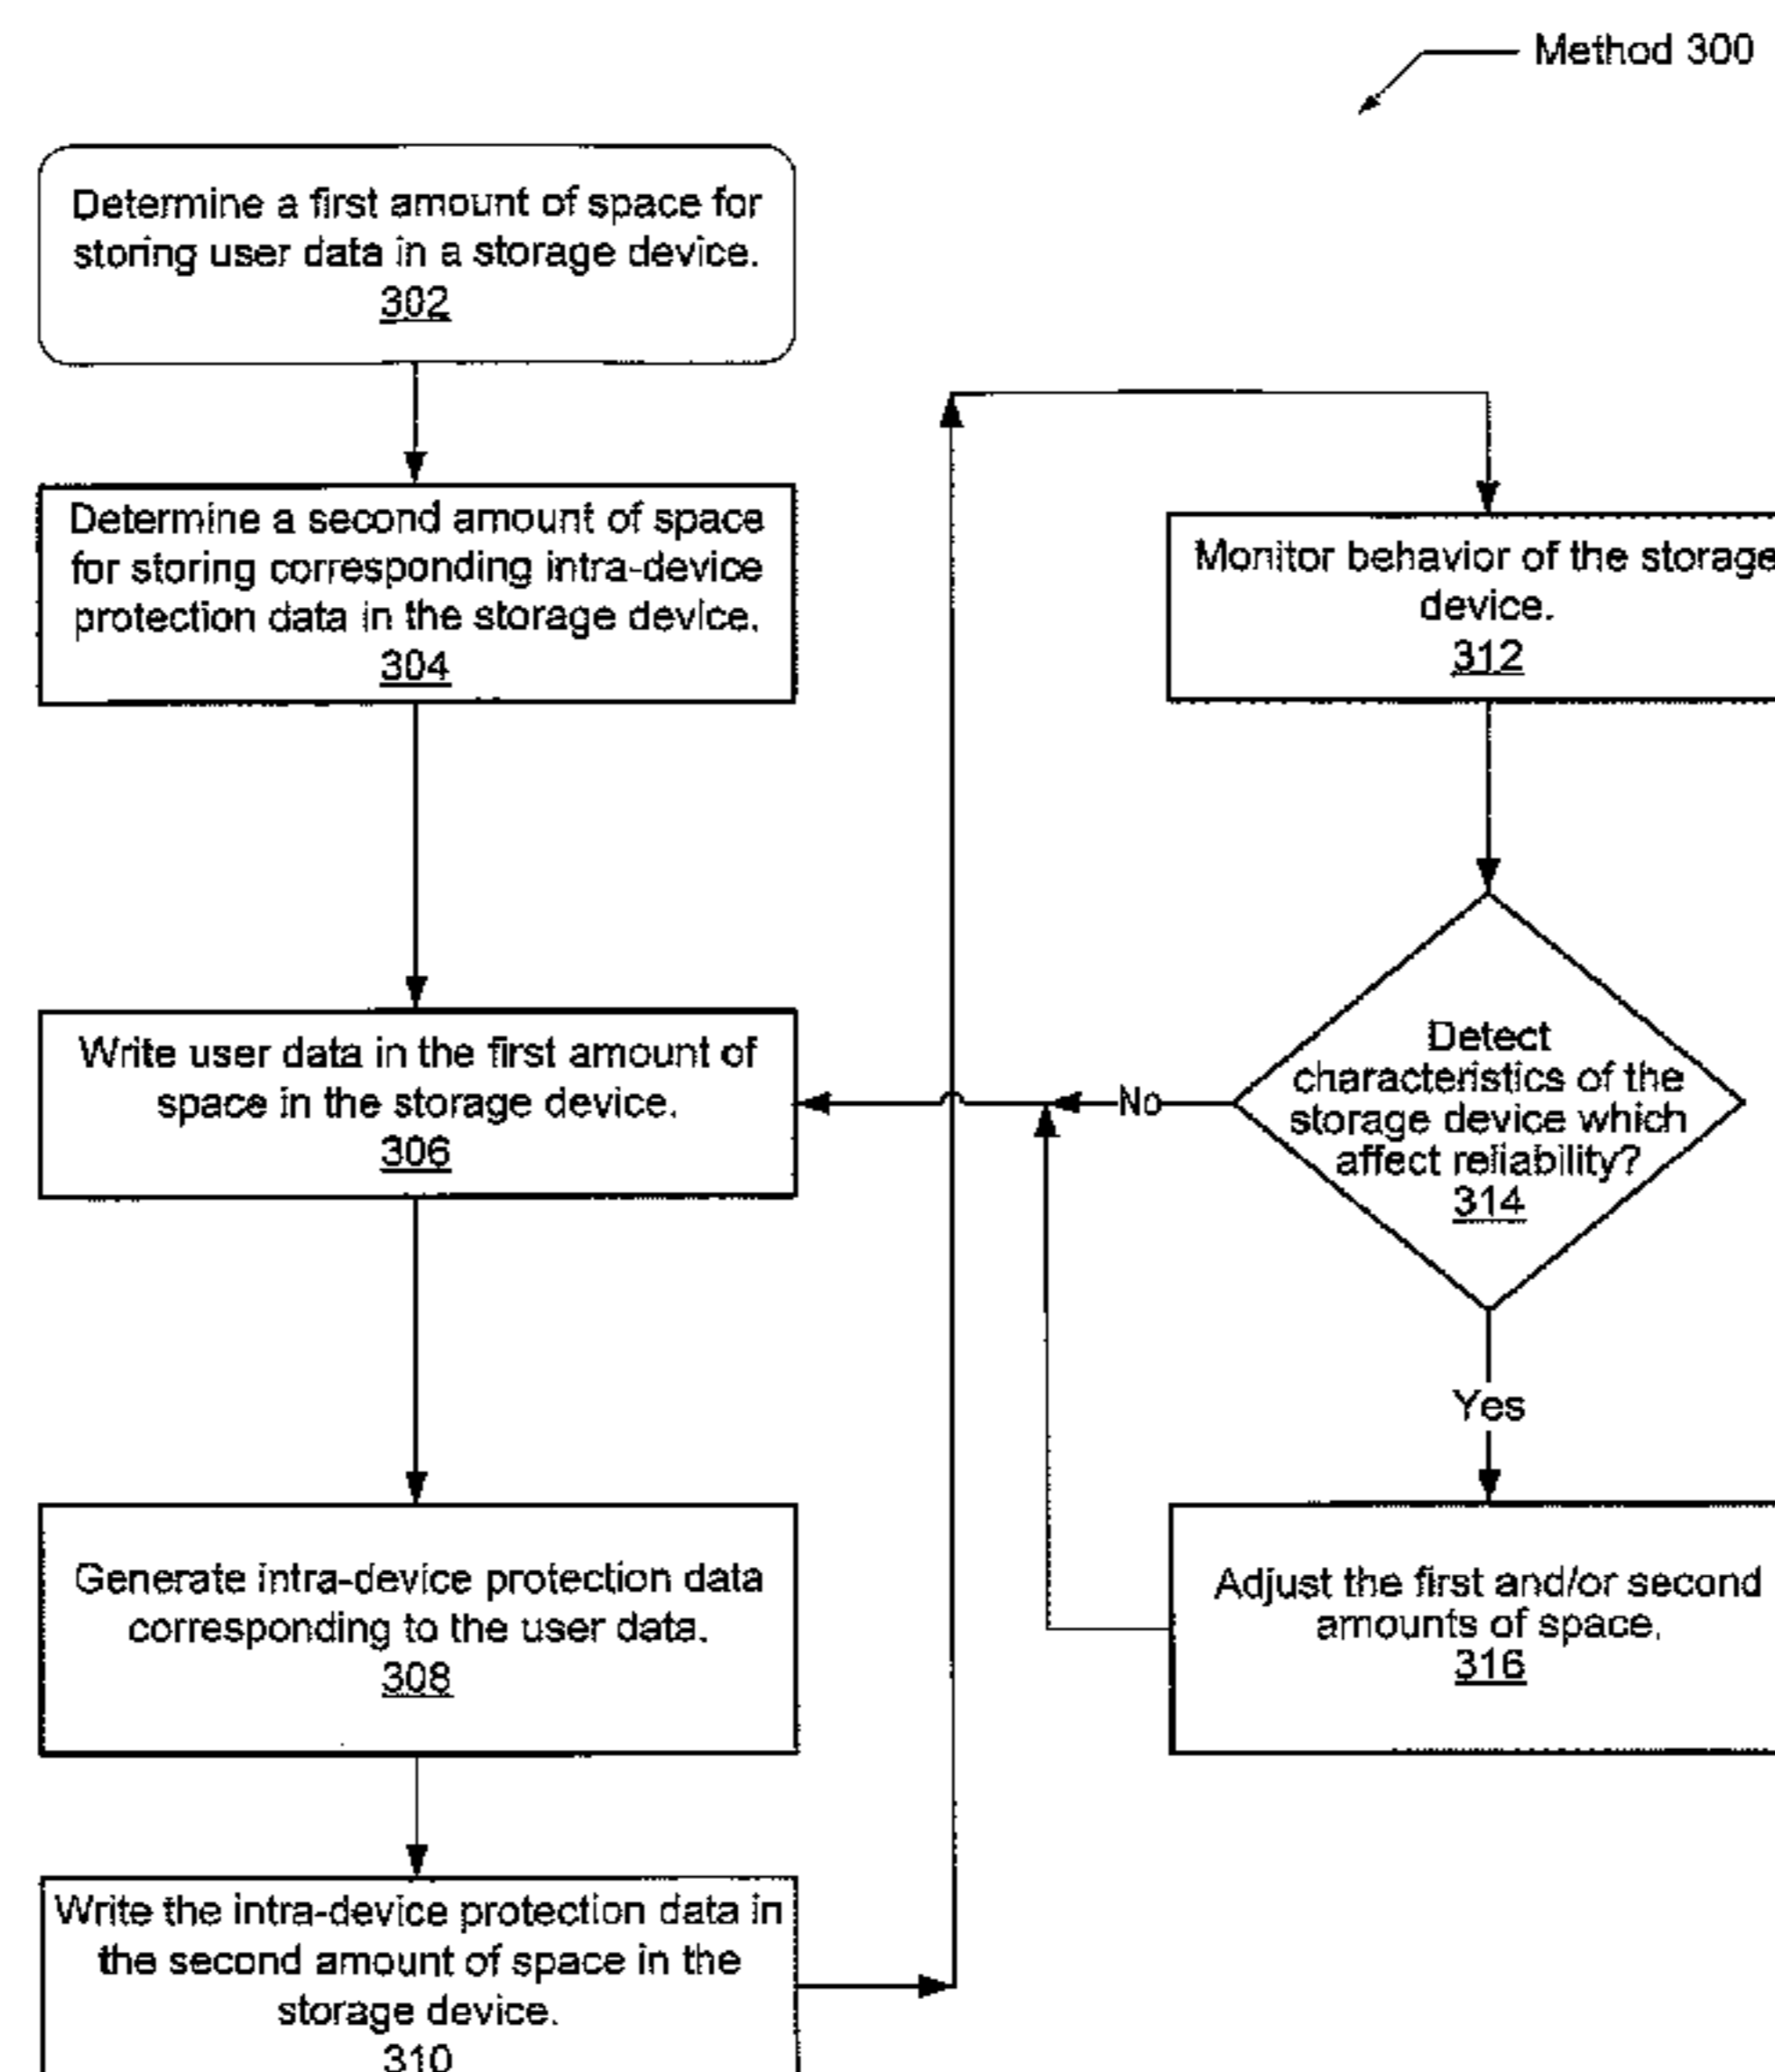 Method 300
Determine a first amount of space for
storing user data in a storage device.
302
Determine a second amount of space
for storing corresponding intra-device
protection data in the storage device.
304
Write user data in the first amount of
space in the storage device.
306
Generate intra-device protection data
corresponding to the user data.
308
Write the intra-device protection data in
the second amount of space in the
storage device.
310
Monitor behavior of the storage
device.
312
Detect
characteristics of the
storage device which
affect reliability?
314
No
Yes
Adjust the first and/or second
amounts of space.
316